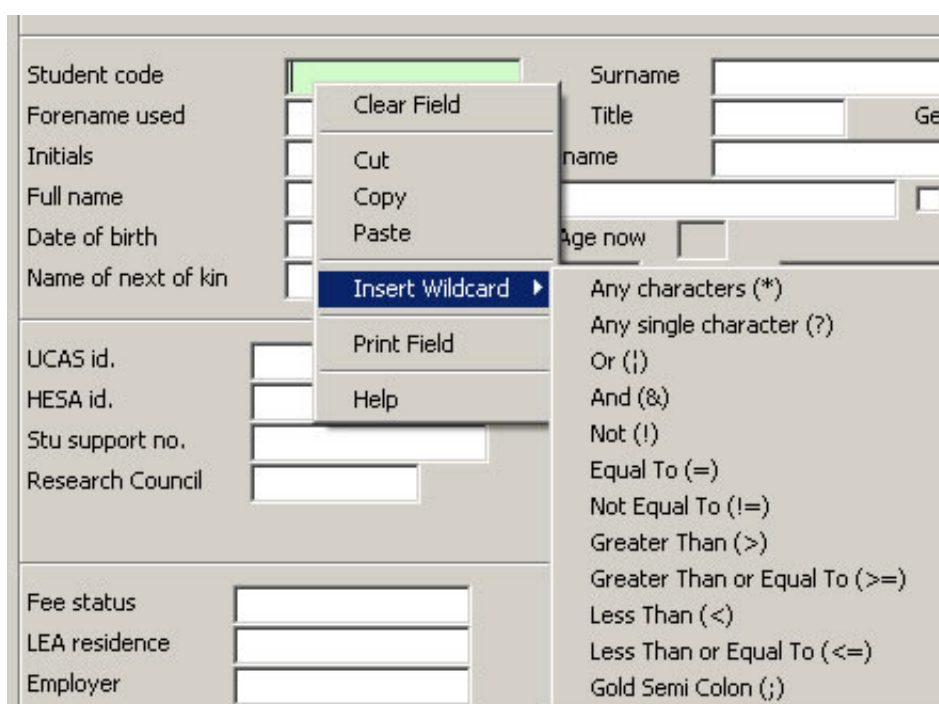 Student code Surname
Clear Field
Forename used Title Ge
Initials name
Cut
Full name
Copy
Date of birth Age now
Paste
Name of next of kin
Insert Wildcard Any characters (*)
Any single character (?)
Print Field
UCAS id. Or (¦)
HESA id. Help And (&)
Stu support no. Not (!)
Research Council Equal To (=)
Not Equal To (!=)
Greater Than (>)
Greater Than or Equal To (>=)
Fee status Less Than (<)
LEA residence Less Than or Equal To (<=)
Employer Gold Semi Colon (;)